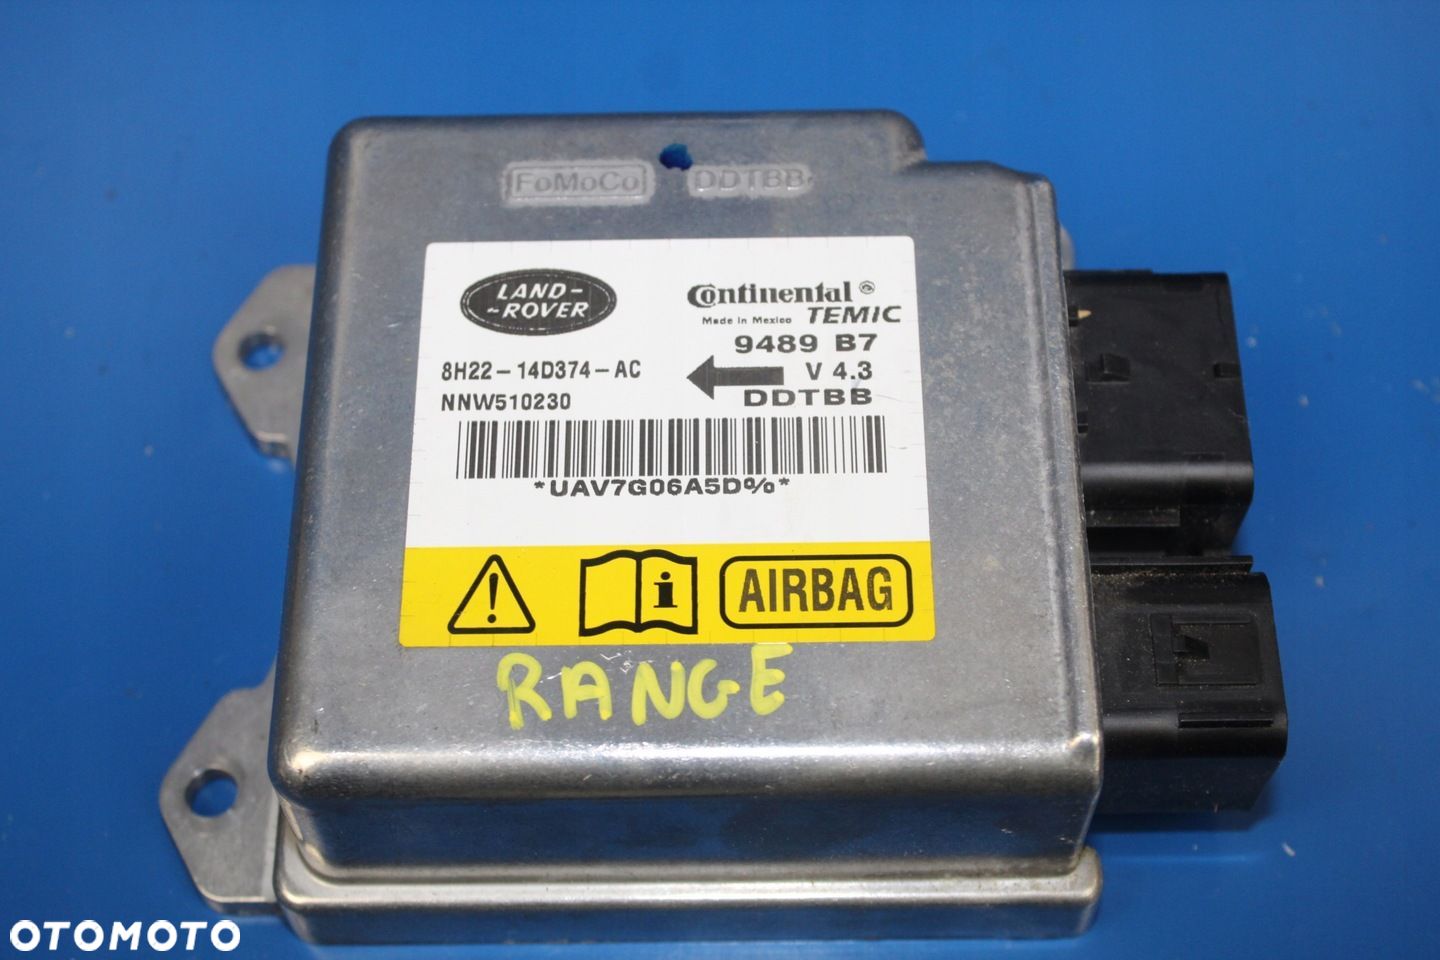 FoMoCo DDTBB
LAND-
~ROVER
Continental
Made in Mexico TEMIC
9489 B7
8H22-14D374-AC
V 4.3
NNW510230
DDTBB
*UAV7G06A5D%*
i AIRBAG
RANGE
OTOMOTO